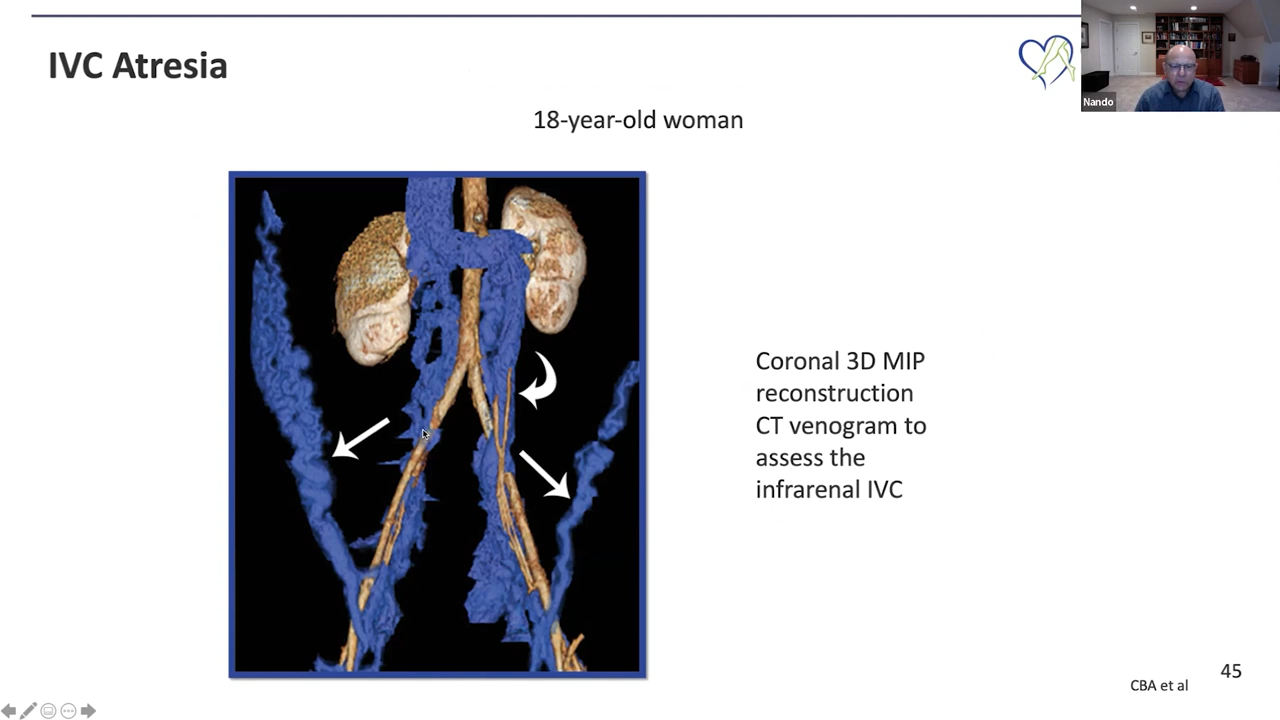 IVC Atresia
18-year-old woman
Nando
Coronal 3D MIP
reconstruction
CT venogram to
assess the
infrarenal IVC
45
CBA et al